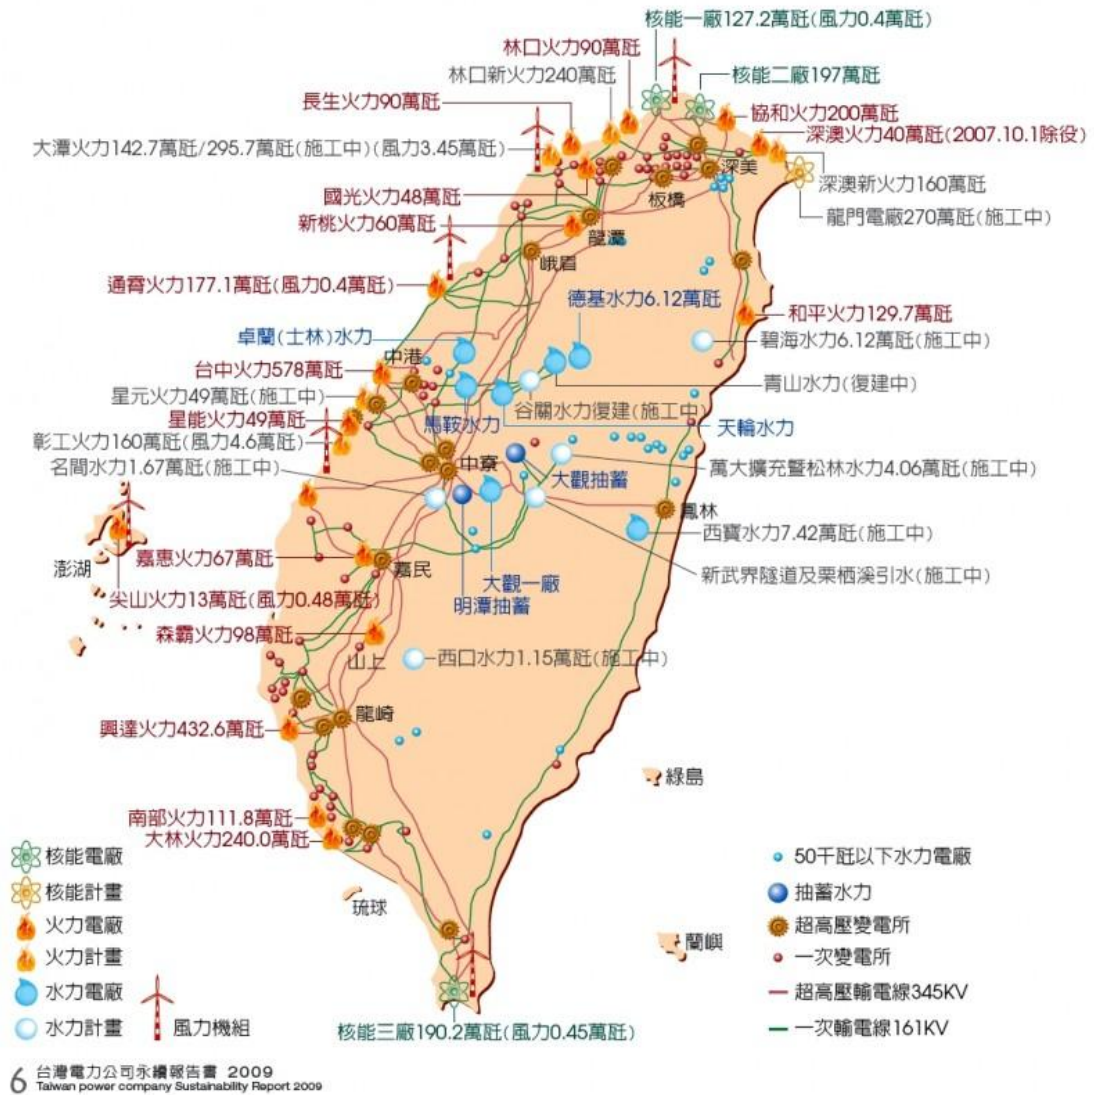 核能一廠127.2萬瓩(風力0.4萬瓩)
林口火力90萬瓩
林口新火力240萬瓩
核能二廠197萬瓩
長生火力90萬瓩
協和火力200萬瓩
深澳火力40萬瓩(2007.10.1除役)
大潭火力142.7萬瓩/295.7萬瓩(施工中)(風力3.45萬瓩)
深美
深澳新火力160萬瓩
國光火力48萬瓩
板橋
龍門電廠270萬瓩(施工中)
新桃火力60萬瓩
龍潭
峨眉
通霄火力177.1萬瓩(風力0.4萬瓩)
德基水力6.12萬瓩
和平火力129.7萬瓩
卓蘭(士林)水力
碧海水力6.12萬瓩(施工中)
中港
台中火力578萬瓩
青山水力(復建中)
星元火力49萬瓩(施工中)
谷關水力復建(施工中)
星能火力49萬瓩
馬鞍水力
天輪水力
彰工火力160萬瓩(風力4.6萬瓩)
名間水力1.67萬瓩(施工中)
中寮
萬大擴充暨松林水力4.06萬瓩(施工中)
大觀抽蓄
鳳林
西寶水力7.42萬瓩(施工中)
嘉惠火力67萬瓩
澎湖
嘉民
新武界隧道及栗栖溪引水(施工中)
大觀一廠
尖山火力13萬瓩(風力0.48萬瓩)
明潭抽蓄
森霸火力98萬瓩
山上
西口水力1.15萬瓩(施工中)
龍崎
興達火力432.6萬瓩
綠島
南部火力111.8萬瓩
大林火力240.0萬瓩
琉球
蘭嶼
核能電廠
核能計畫
火力電廠
火力計畫
水力電廠
水力計畫
風力機組
50千瓩以下水力電廠
抽蓄水力
超高壓變電所
一次變電所
超高壓輸電線345KV
一次輸電線161KV
核能三廠190.2萬瓩(風力0.45萬瓩)
6
台灣電力公司永續報告書 2009
Taiwan power company Sustainability Report 2009